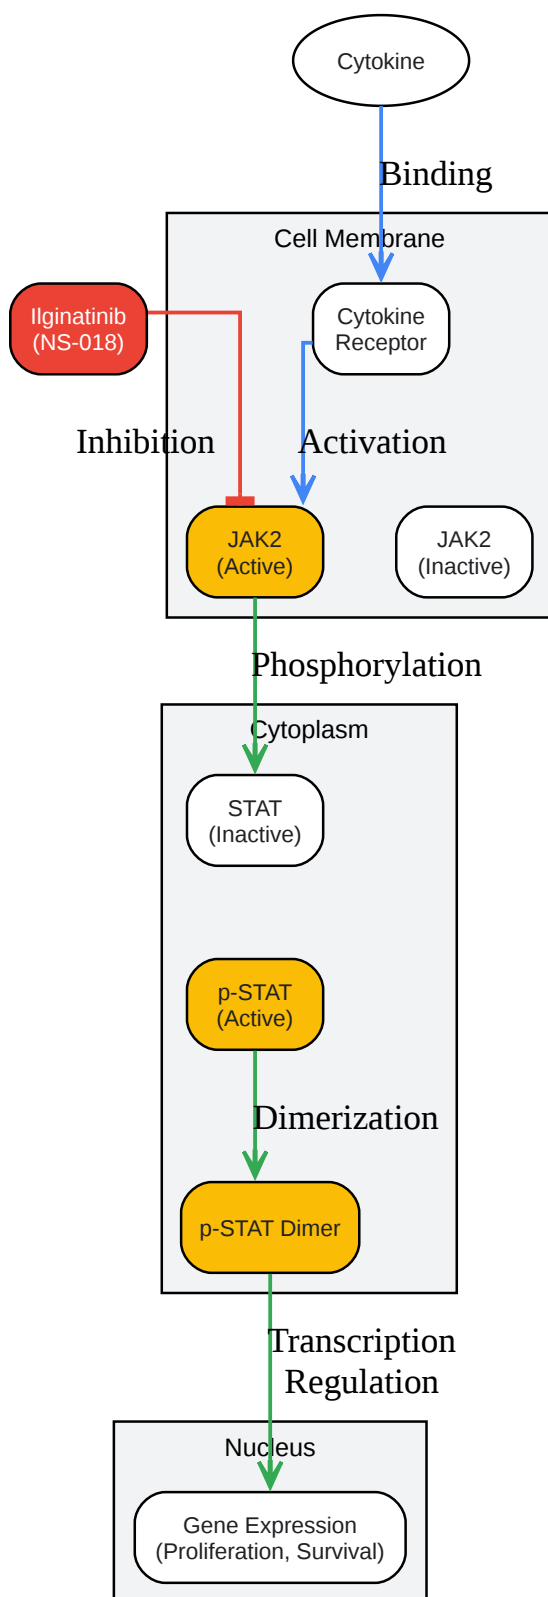 Cytokine
Binding
Cell Membrane
Ilginatinib
(NS-018)
Cytokine
Receptor
Inhibition
Activation
JAK2
(Active)
JAK2
(Inactive)
Phosphorylation
Cytoplasm
STAT
(Inactive)
p-STAT
(Active)
Dimerization
p-STAT Dimer
Transcription
Regulation
Nucleus
Gene Expression
(Proliferation, Survival)